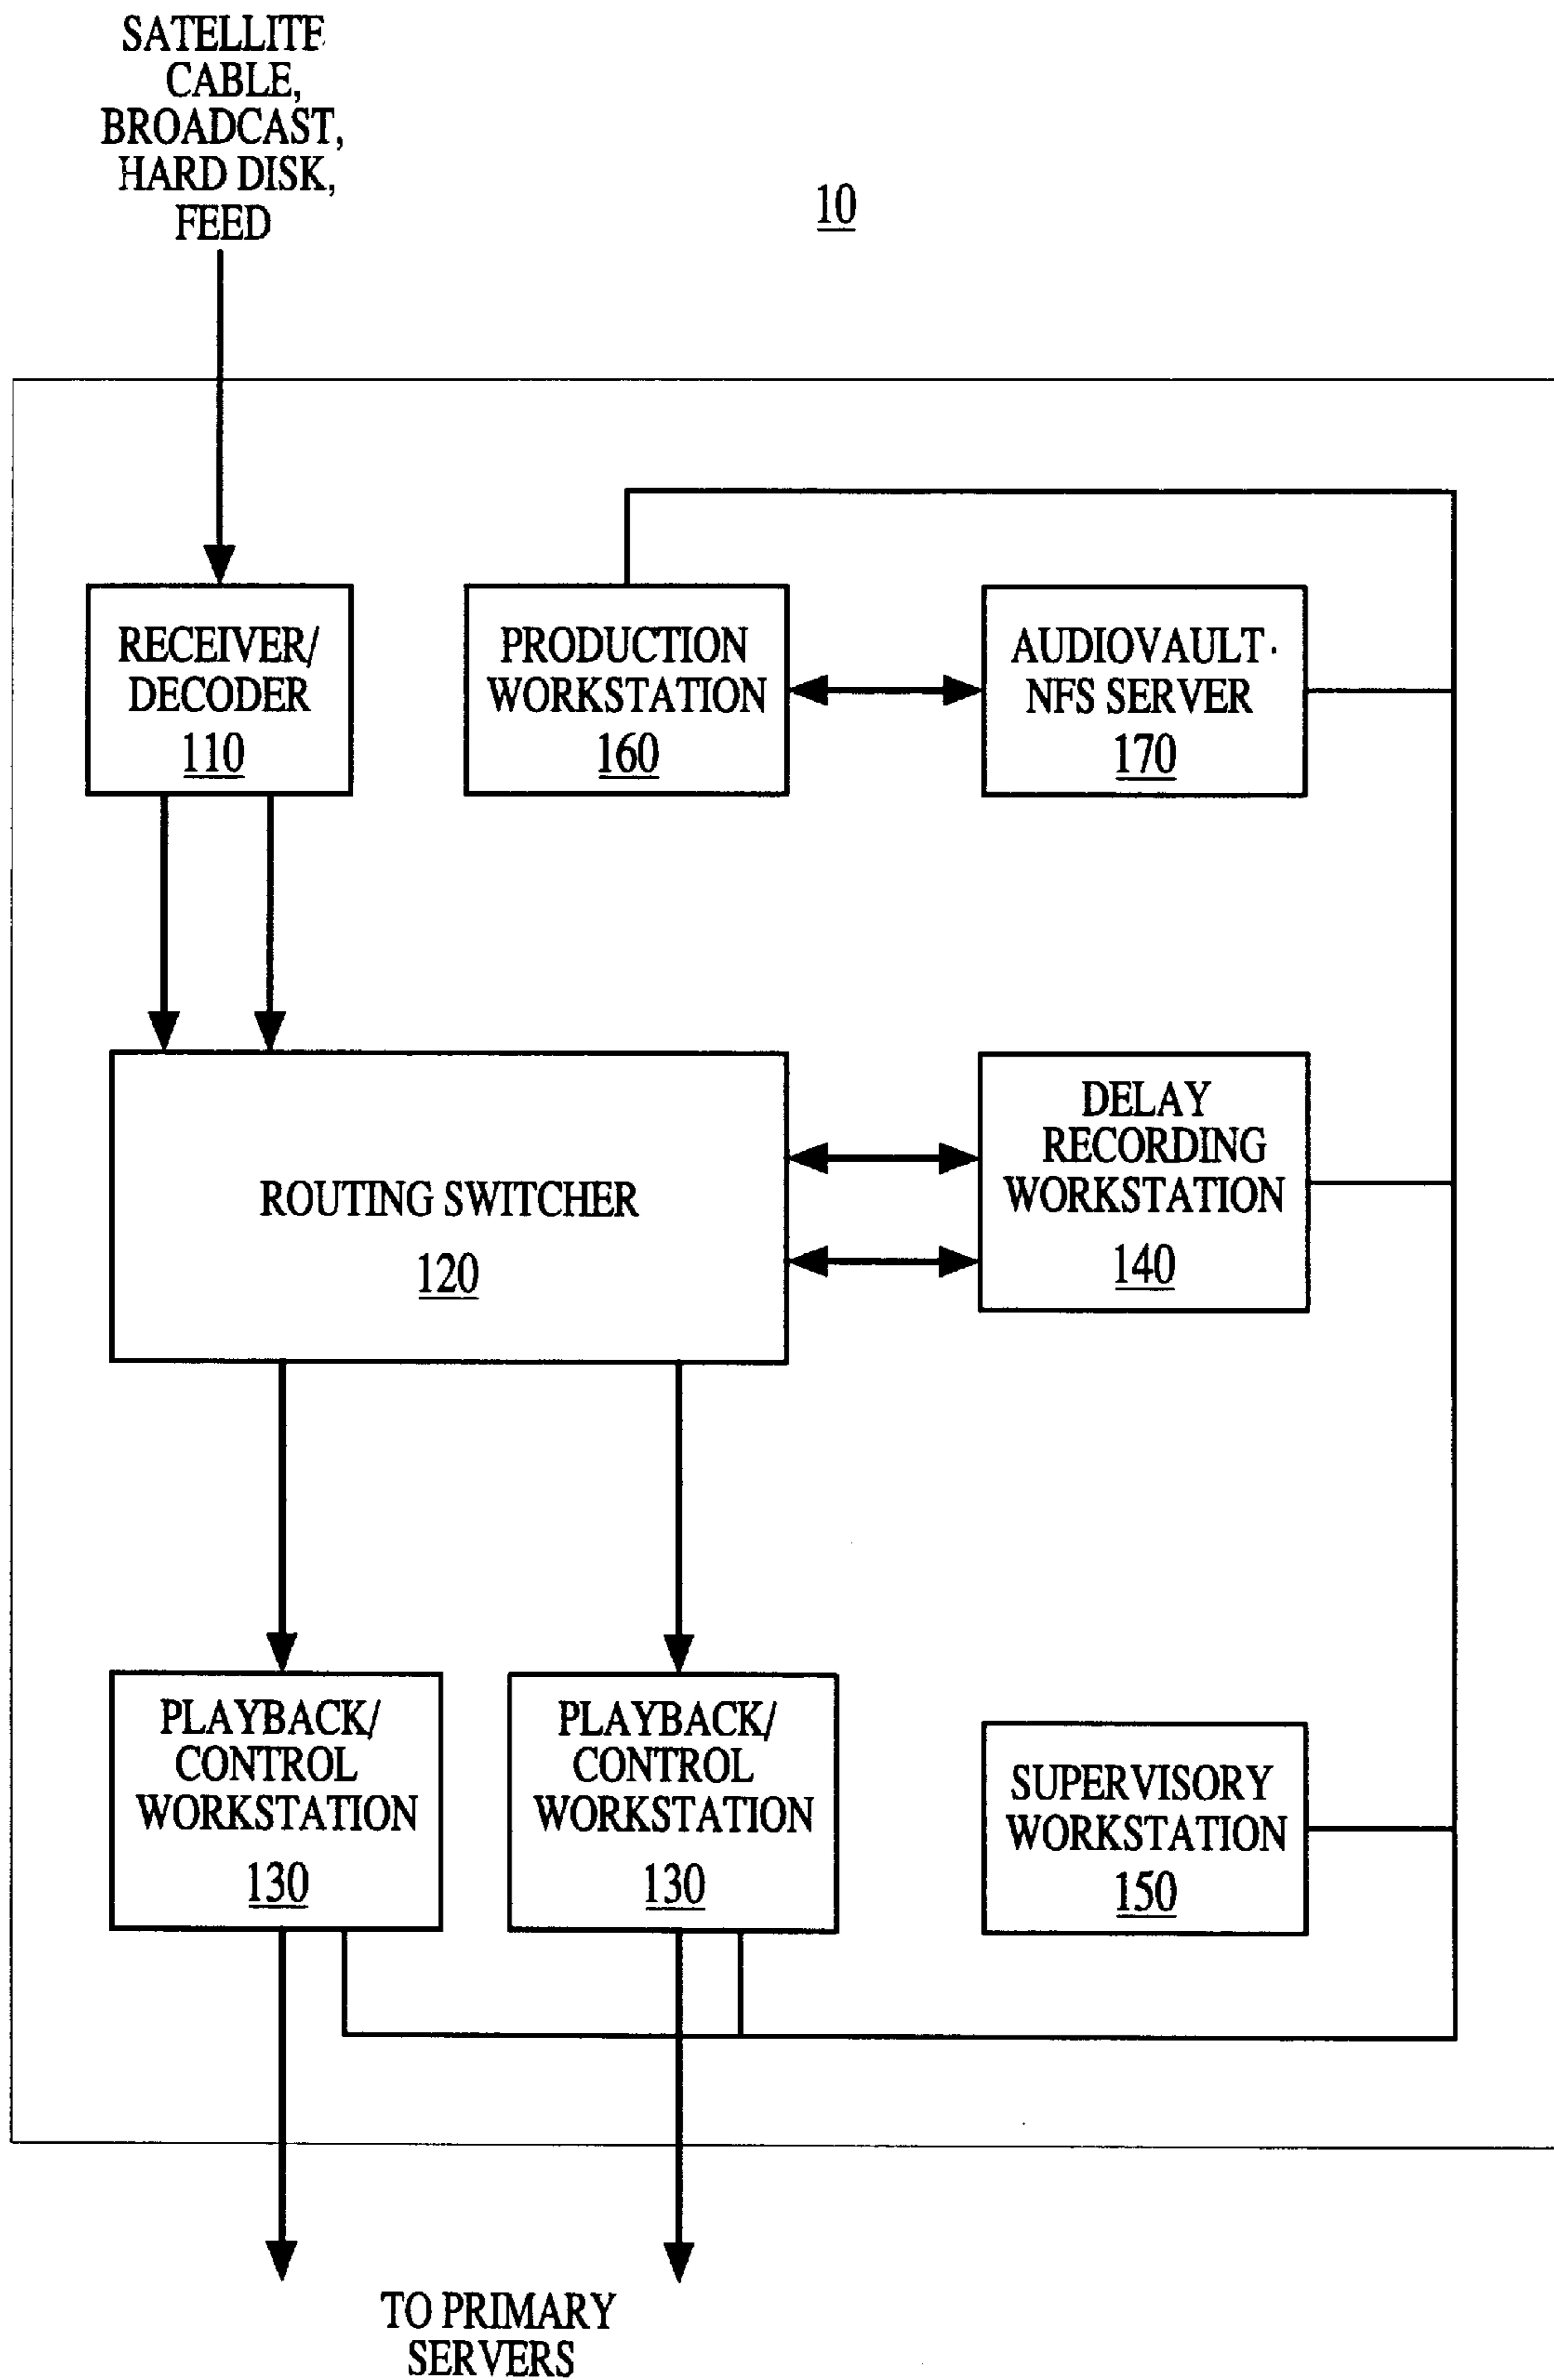 SATELLITE
CABLE,
BROADCAST,
HARD DISK,
FEED
10
RECEIVER/
DECODER
110
PRODUCTION
WORKSTATION
160
AUDIOVAULT
NFS SERVER
170
ROUTING SWITCHER
120
DELAY
RECORDING
WORKSTATION
140
PLAYBACK/
CONTROL
WORKSTATION
130
PLAYBACK/
CONTROL
WORKSTATION
130
SUPERVISORY
WORKSTATION
150
TO PRIMARY
SERVERS